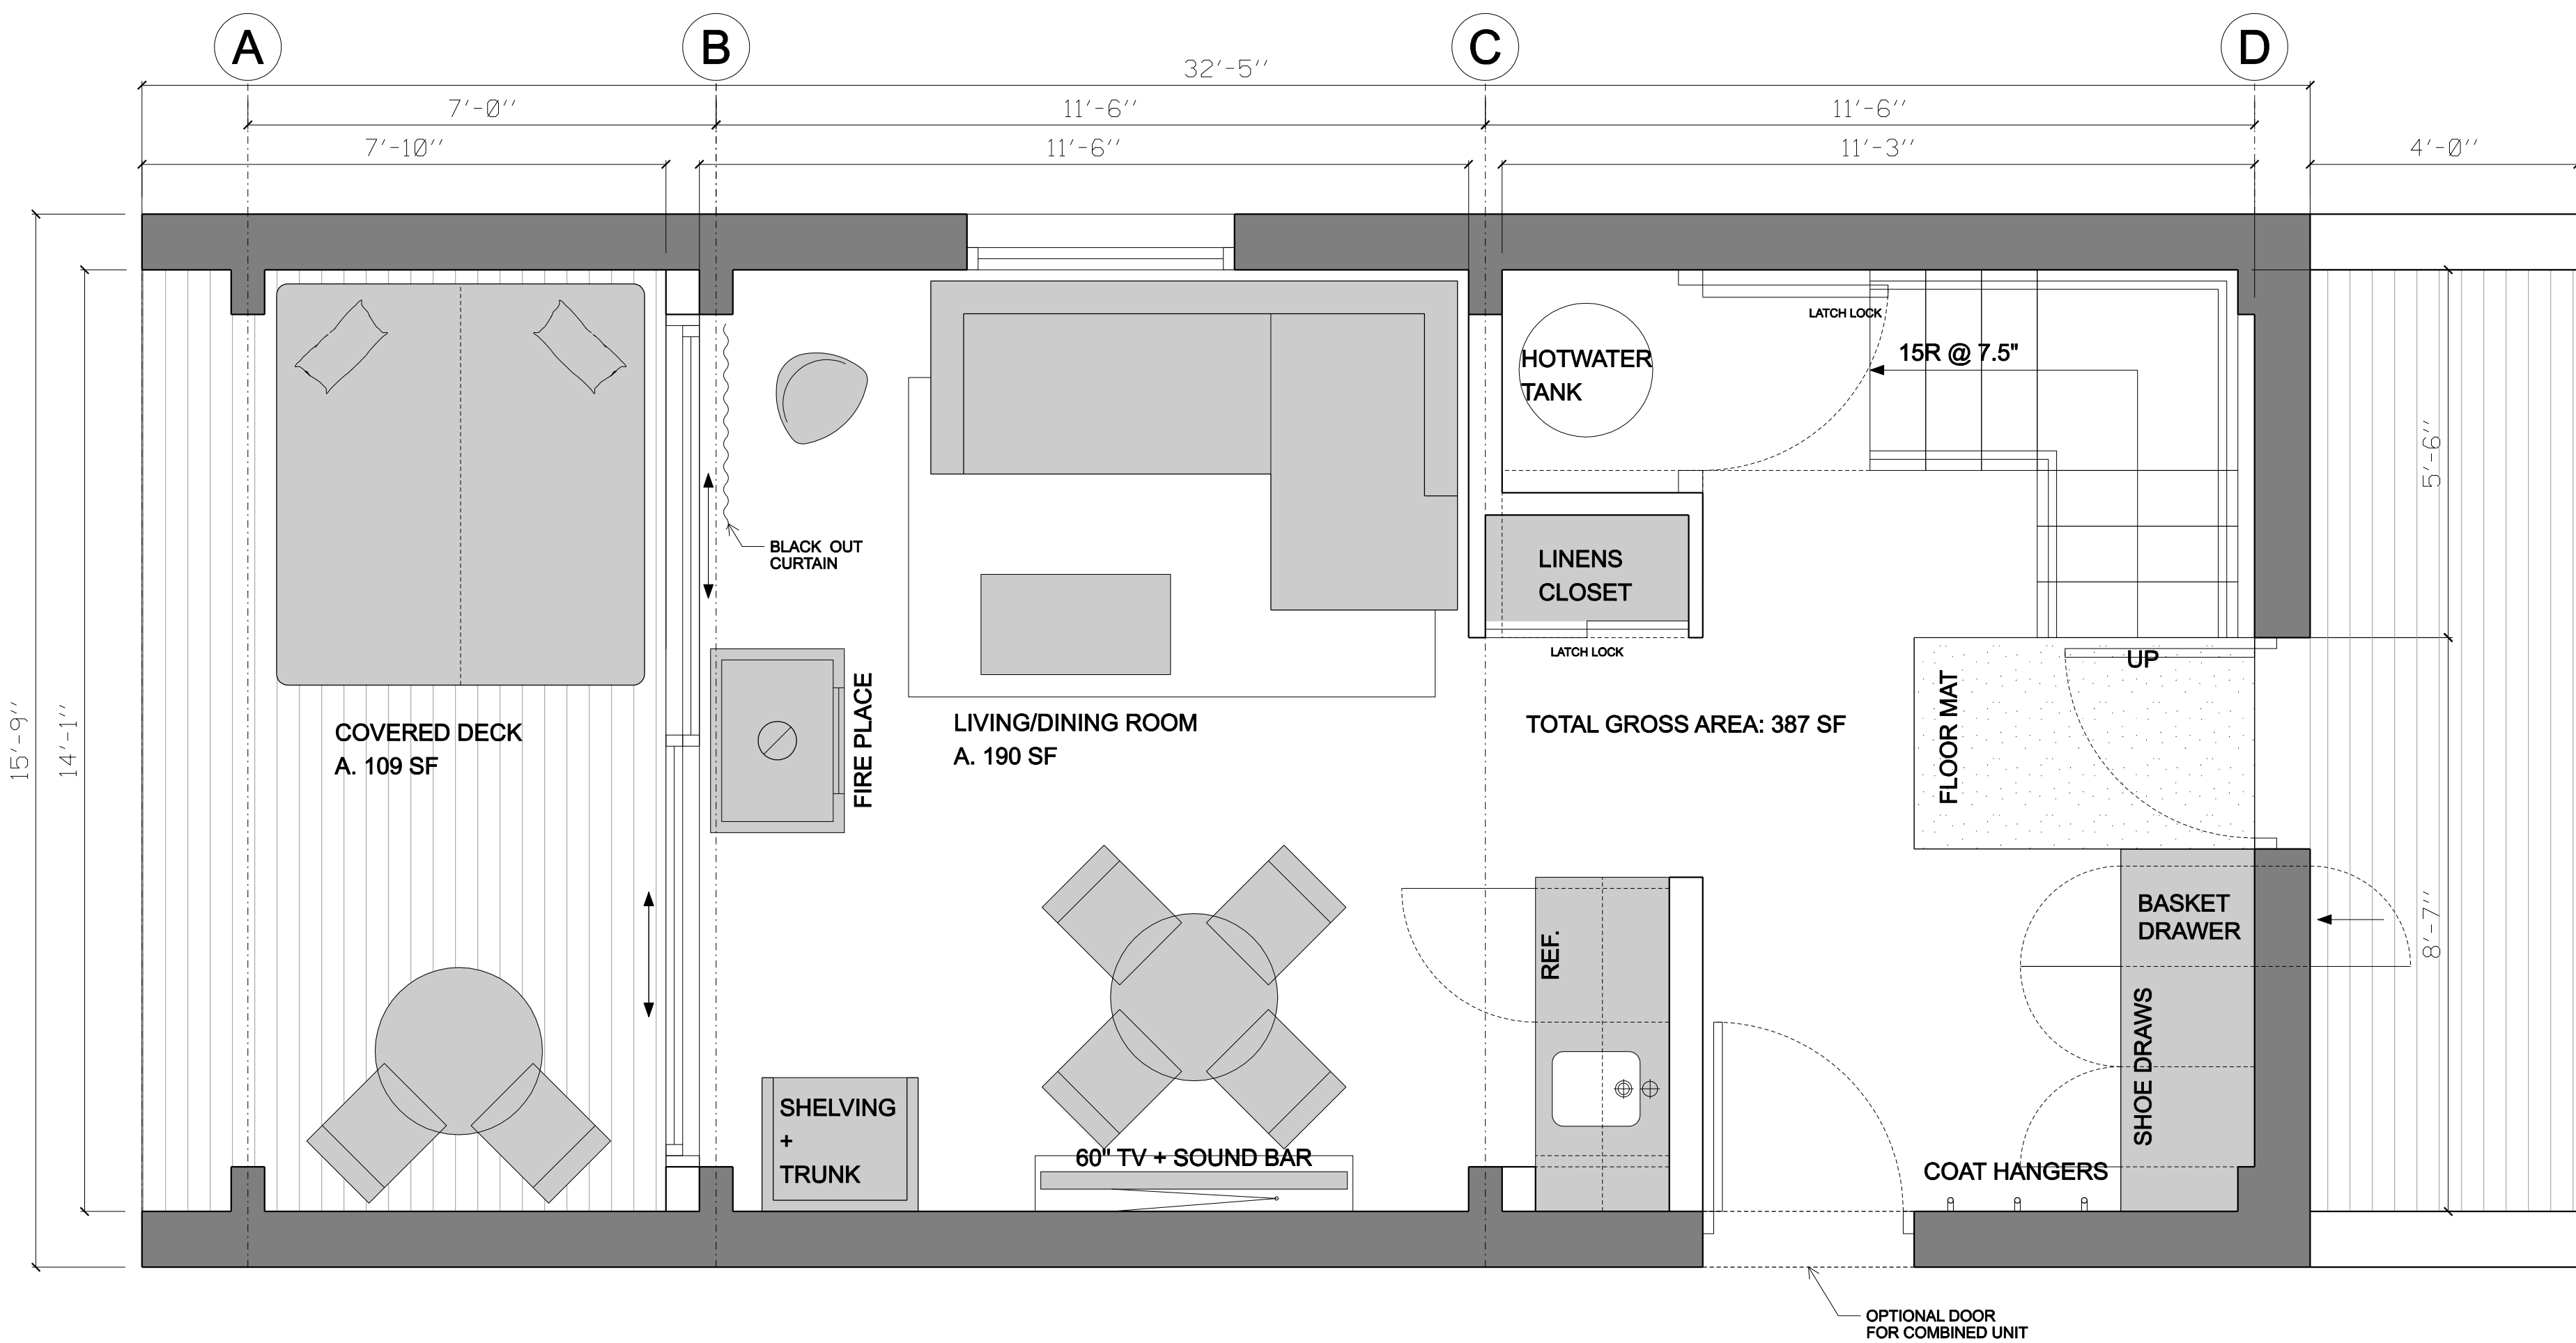 A
B
C
D
32'-5''
7'-0''
11'-6''
11'-6''
7'-10''
11'-6''
11'-3''
4'-0''
15'-9''
14'-1''
5'-6''
8'-7''
LATCH LOCK
15R @ 7.5"
HOTWATER
TANK
BLACK OUT
CURTAIN
LINENS
CLOSET
LATCH LOCK
UP
FLOOR MAT
FIRE PLACE
COVERED DECK
A. 109 SF
LIVING/DINING ROOM
A. 190 SF
TOTAL GROSS AREA: 387 SF
REF.
BASKET
DRAWER
SHOE DRAWS
SHELVING
+
TRUNK
60" TV + SOUND BAR
COAT HANGERS
OPTIONAL DOOR
FOR COMBINED UNIT